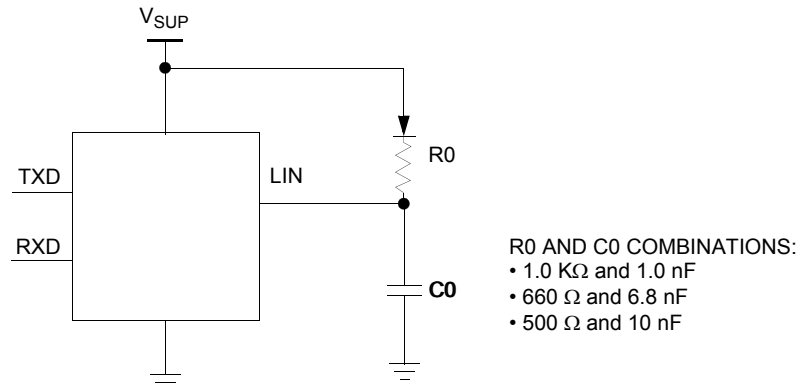 VSUP
R0
TXD
LIN
RXD
C0
R0 AND C0 COMBINATIONS:
• 1.0 KΩ and 1.0 nF
• 660 Ω and 6.8 nF
• 500 Ω and 10 nF